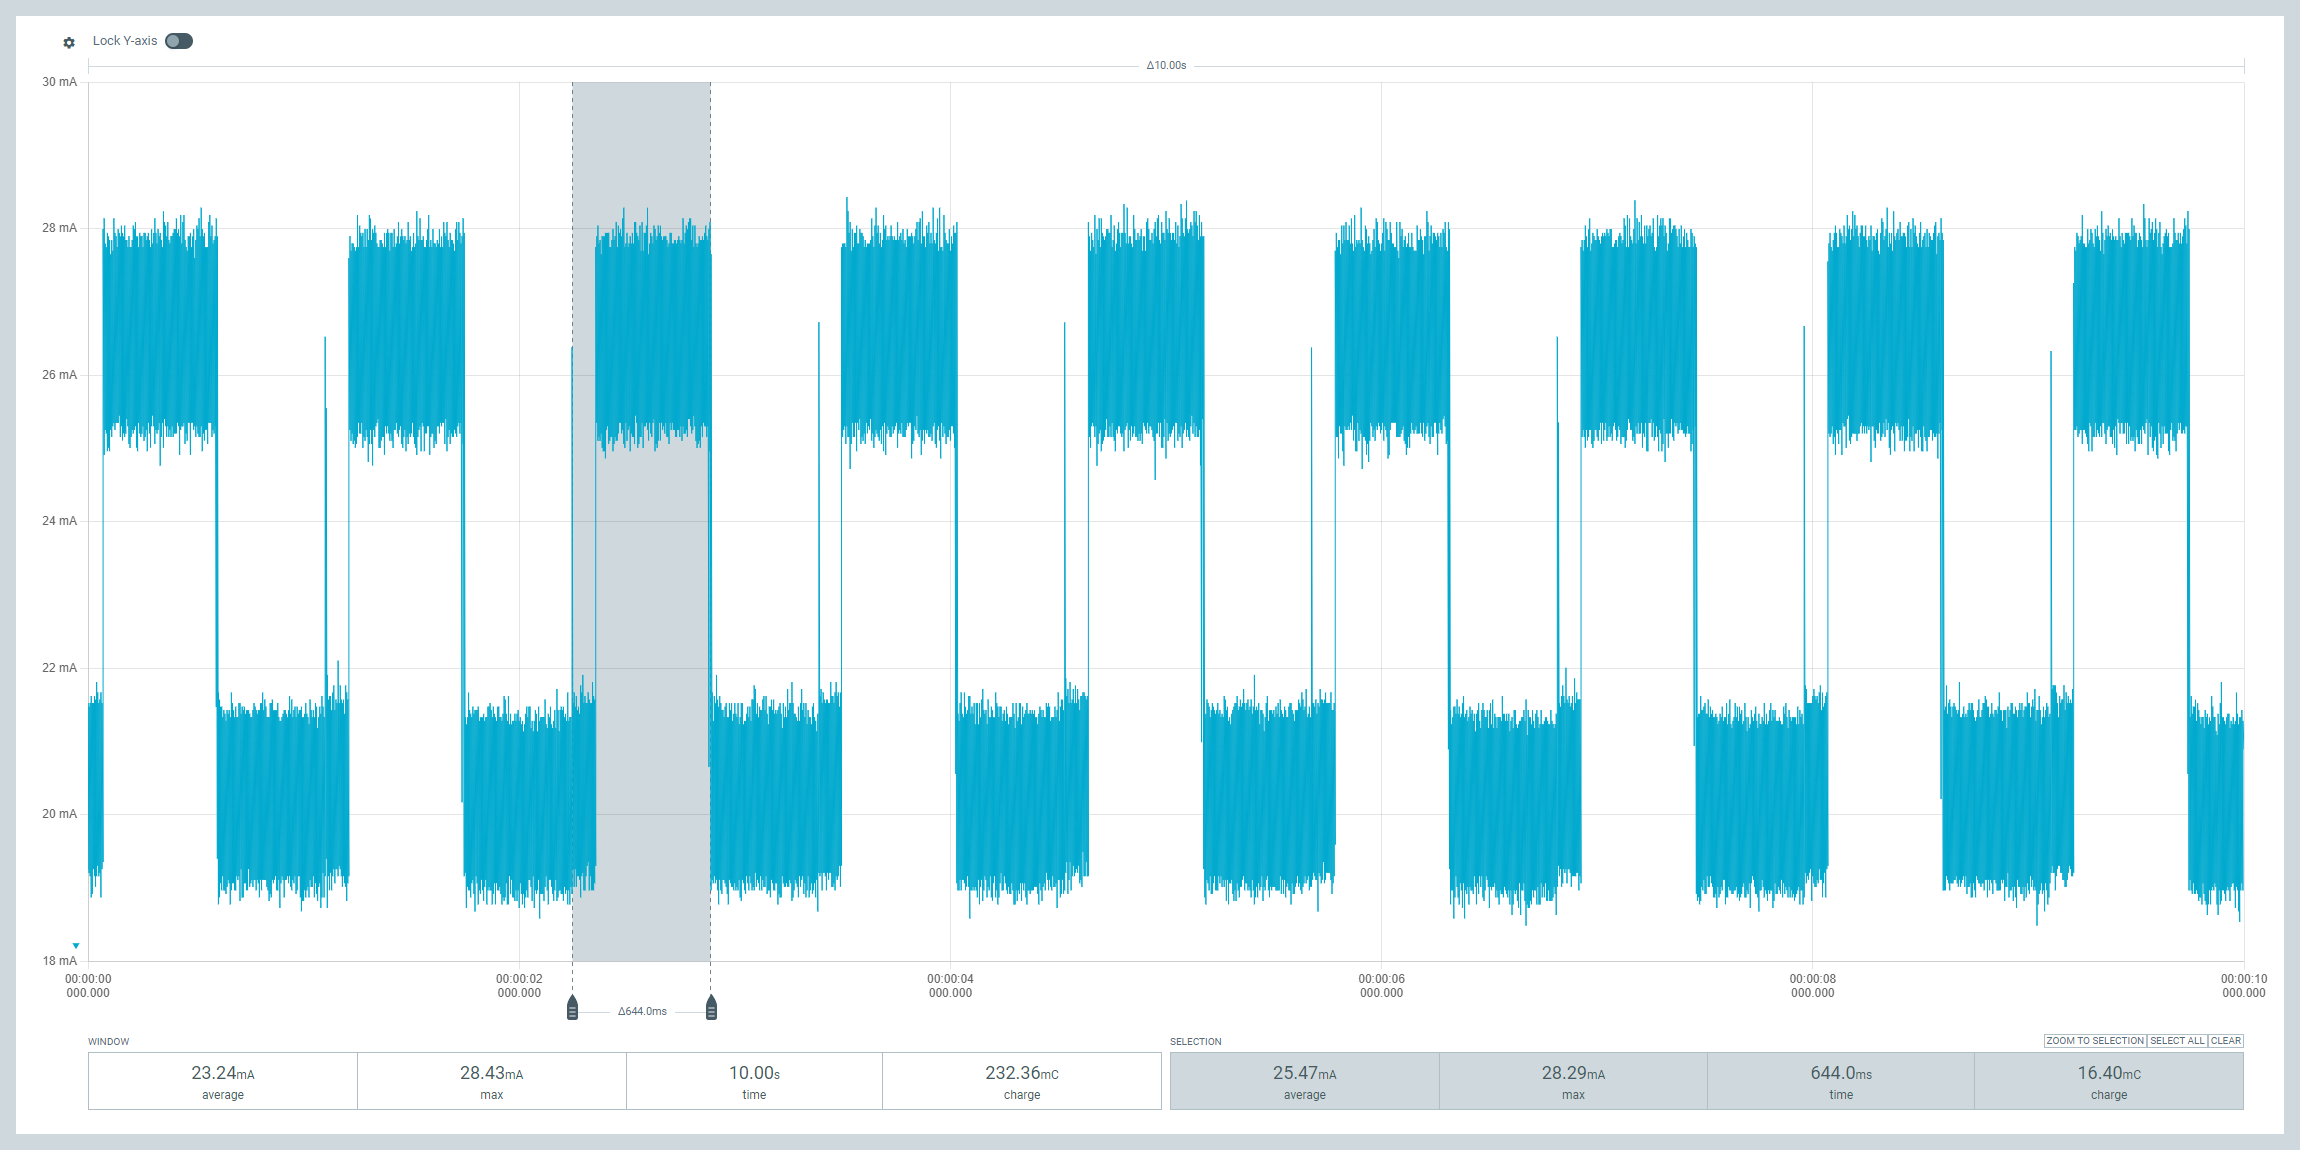 Lock Y-axis
Δ10.00s
30 mA
28 mA
26 mA
24 mA
22 mA
20 mA
18 mA
00:00:00 00:00:02 00:00:04 00:00:06 00:00:08 00:00:10
000.000 000.000 000.000 000.000 000.000 000.000
Δ644.0ms
WINDOW SELECTION ZOOM TO SELECTION SELECT ALL CLEAR
23.24mA 28.43mA 10.00s 232.36mC 25.47mA 28.29mA 644.0ms 16.40mC
average max time charge average max time charge